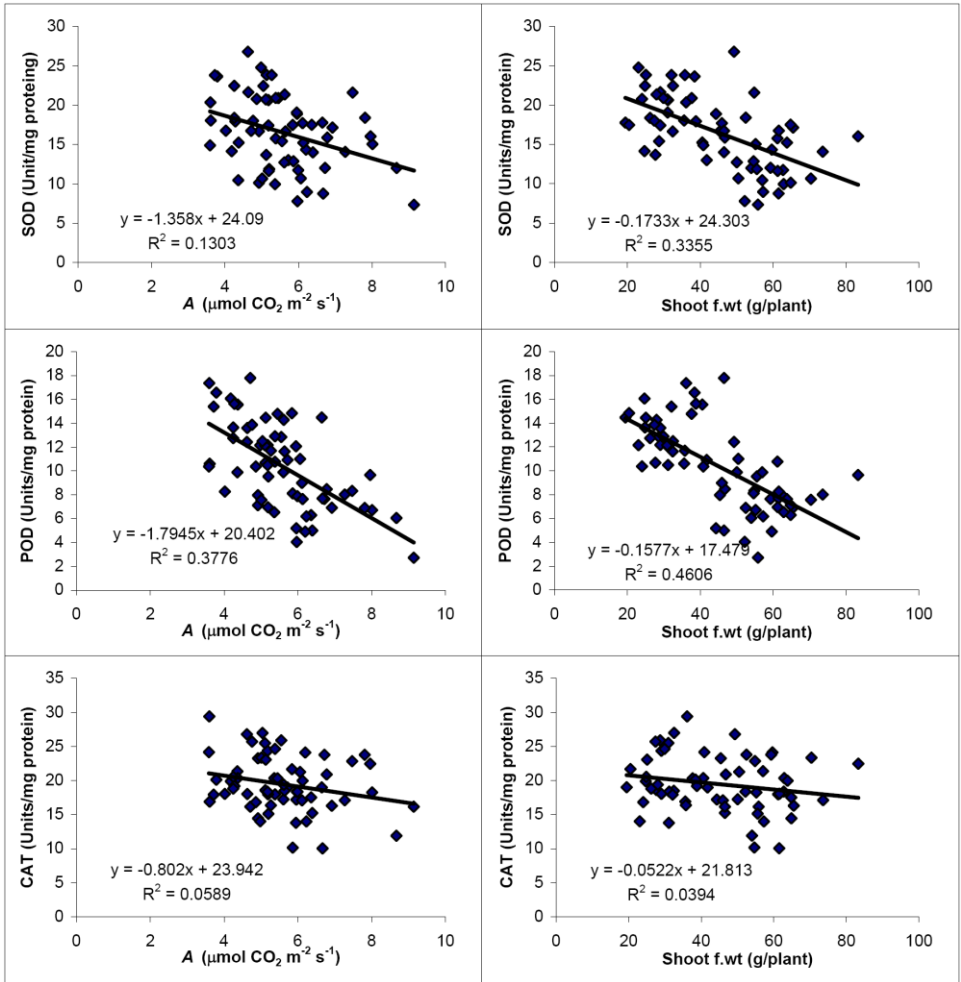 30
25
20
15
10
5
0
SOD (Unit/mg proteing)
y = -1.358x + 24.09
R² = 0.1303
0 2 4 6 8 10
A (μmol CO₂ m⁻² s⁻¹)
30
25
20
15
10
5
0
SOD (Units/mg protein)
y = -0.1733x + 24.303
R² = 0.3355
0 20 40 60 80 100
Shoot f.wt (g/plant)
20
18
16
14
12
10
8
6
4
2
0
POD (Units/mg protein)
y = -1.7945x + 20.402
R² = 0.3776
0 2 4 6 8 10
A (μmol CO₂ m⁻² s⁻¹)
20
18
16
14
12
10
8
6
4
2
0
POD (Units/mg protein)
y = -0.1577x + 17.479
R² = 0.4606
0 20 40 60 80 100
Shoot f.wt (g/plant)
35
30
25
20
15
10
5
0
CAT (Units/mg protein)
y = -0.802x + 23.942
R² = 0.0589
0 2 4 6 8 10
A (μmol CO₂ m⁻² s⁻¹)
35
30
25
20
15
10
5
0
CAT (Units/mg protein)
y = -0.0522x + 21.813
R² = 0.0394
0 20 40 60 80 100
Shoot f.wt (g/plant)